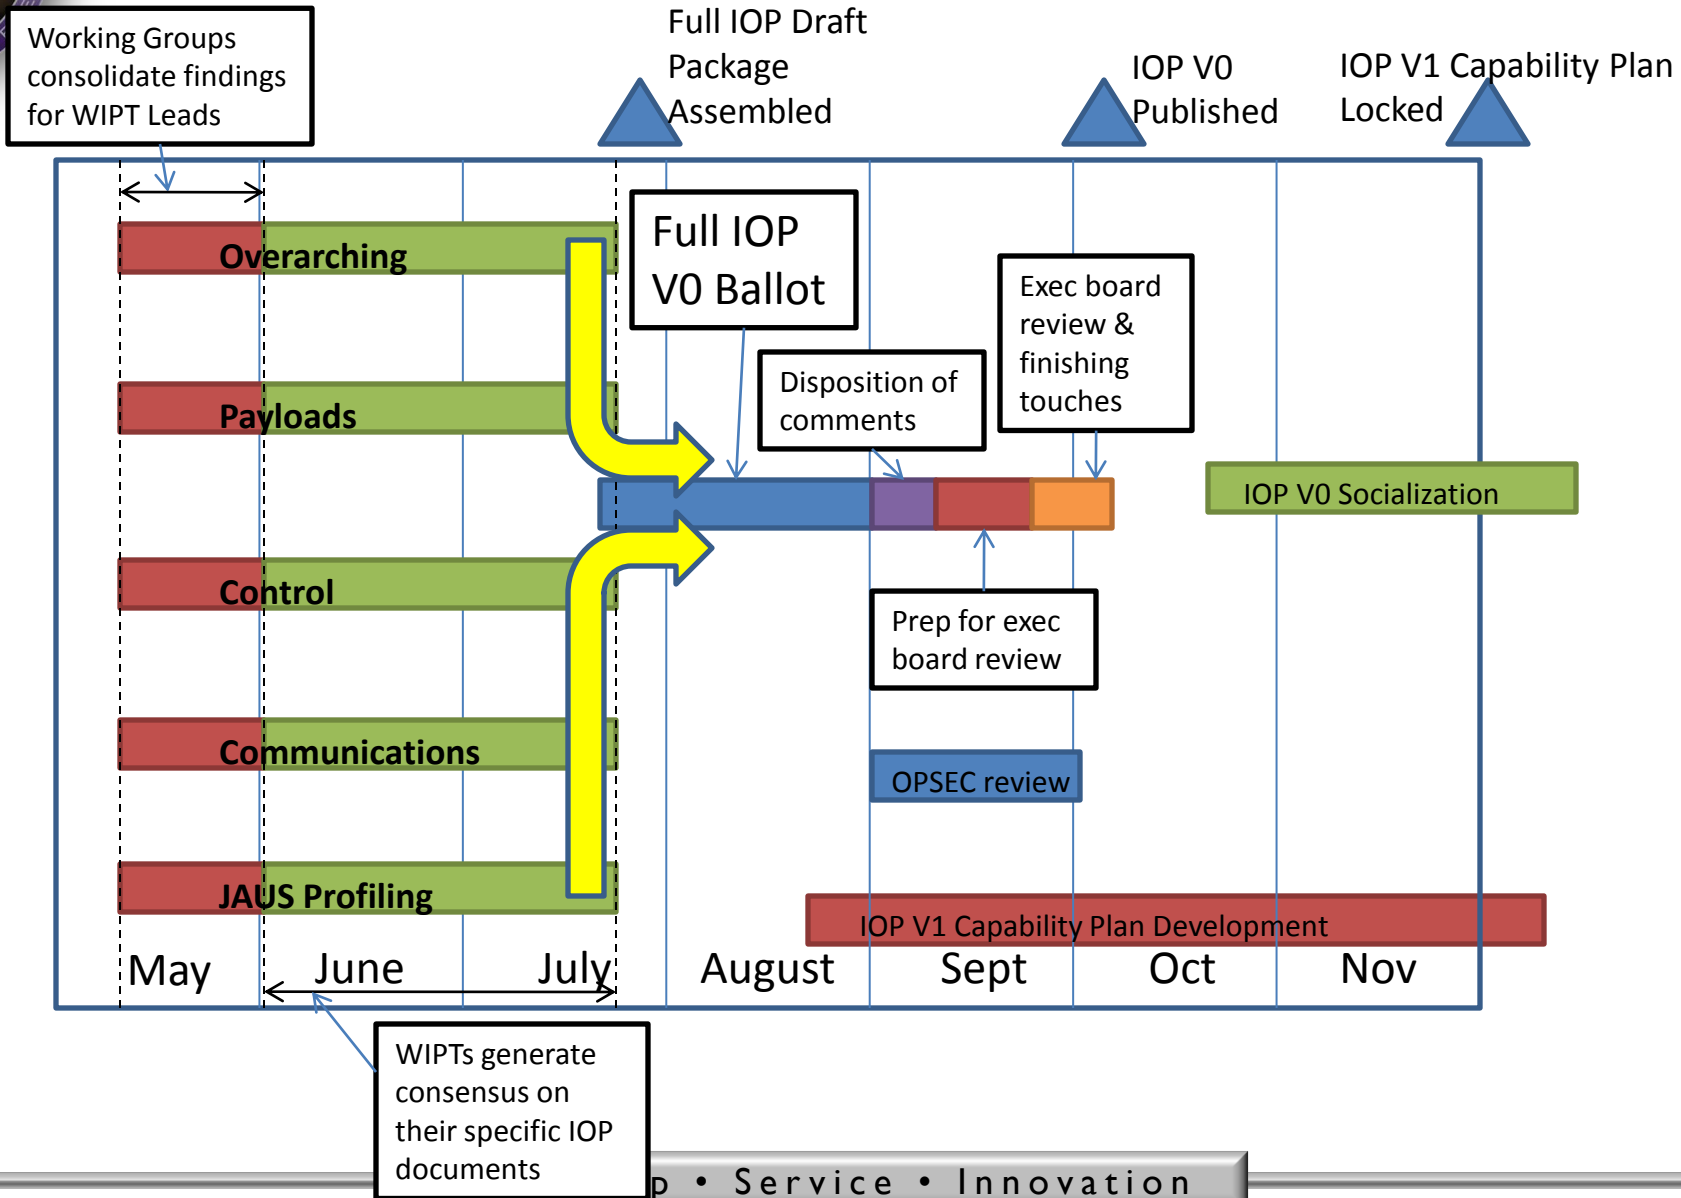 Working Groups
consolidate findings
for WIPT Leads
Full IOP Draft
Package
Assembled
IOP V0
Published
IOP V1 Capability Plan
Locked
Overarching
Full IOP
V0 Ballot
Exec board
review &
finishing
touches
Disposition of
comments
Payloads
IOP V0 Socialization
Control
Prep for exec
board review
Communications
OPSEC review
JAUS Profiling
IOP V1 Capability Plan Development
May June July August Sept Oct Nov
WIPTs generate
consensus on
their specific IOP
documents
p • Service • Innovation